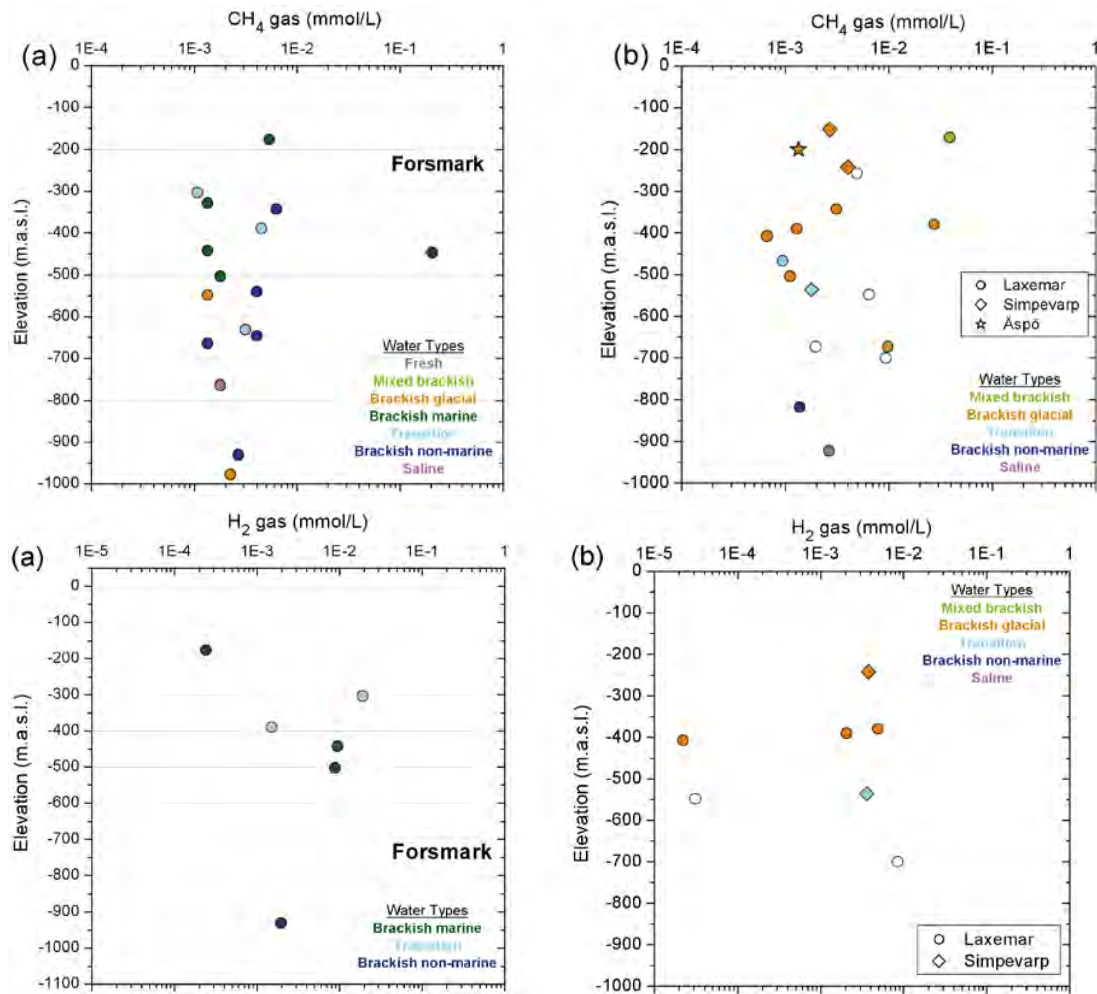 CH4 gas (mmol/L)
(a)
1E-4 1E-3 1E-2 1E-1 1
0
-100
-200
-300
-400
-500
-600
-700
-800
-900
-1000
Elevation (m.a.s.l.)
Forsmark
Water Types
Fresh
Mixed brackish
Brackish glacial
Brackish marine
Transition
Brackish non-marine
Saline
CH4 gas (mmol/L)
(b)
1E-4 1E-3 1E-2 1E-1 1
0
-100
-200
-300
-400
-500
-600
-700
-800
-900
-1000
Elevation (m.a.s.l.)
Laxemar
Simpevarp
Äspö
Water Types
Mixed brackish
Brackish glacial
Transition
Brackish non-marine
Saline
H2 gas (mmol/L)
(a)
1E-5 1E-4 1E-3 1E-2 1E-1 1
0
-100
-200
-300
-400
-500
-600
-700
-800
-900
-1000
-1100
Elevation (m.a.s.l.)
Forsmark
Water Types
Brackish marine
Transition
Brackish non-marine
H2 gas (mmol/L)
(b)
1E-5 1E-4 1E-3 1E-2 1E-1 1
0
-100
-200
-300
-400
-500
-600
-700
-800
-900
-1000
Elevation (m.a.s.l.)
Water Types
Mixed brackish
Brackish glacial
Transition
Brackish non-marine
Saline
Laxemar
Simpevarp